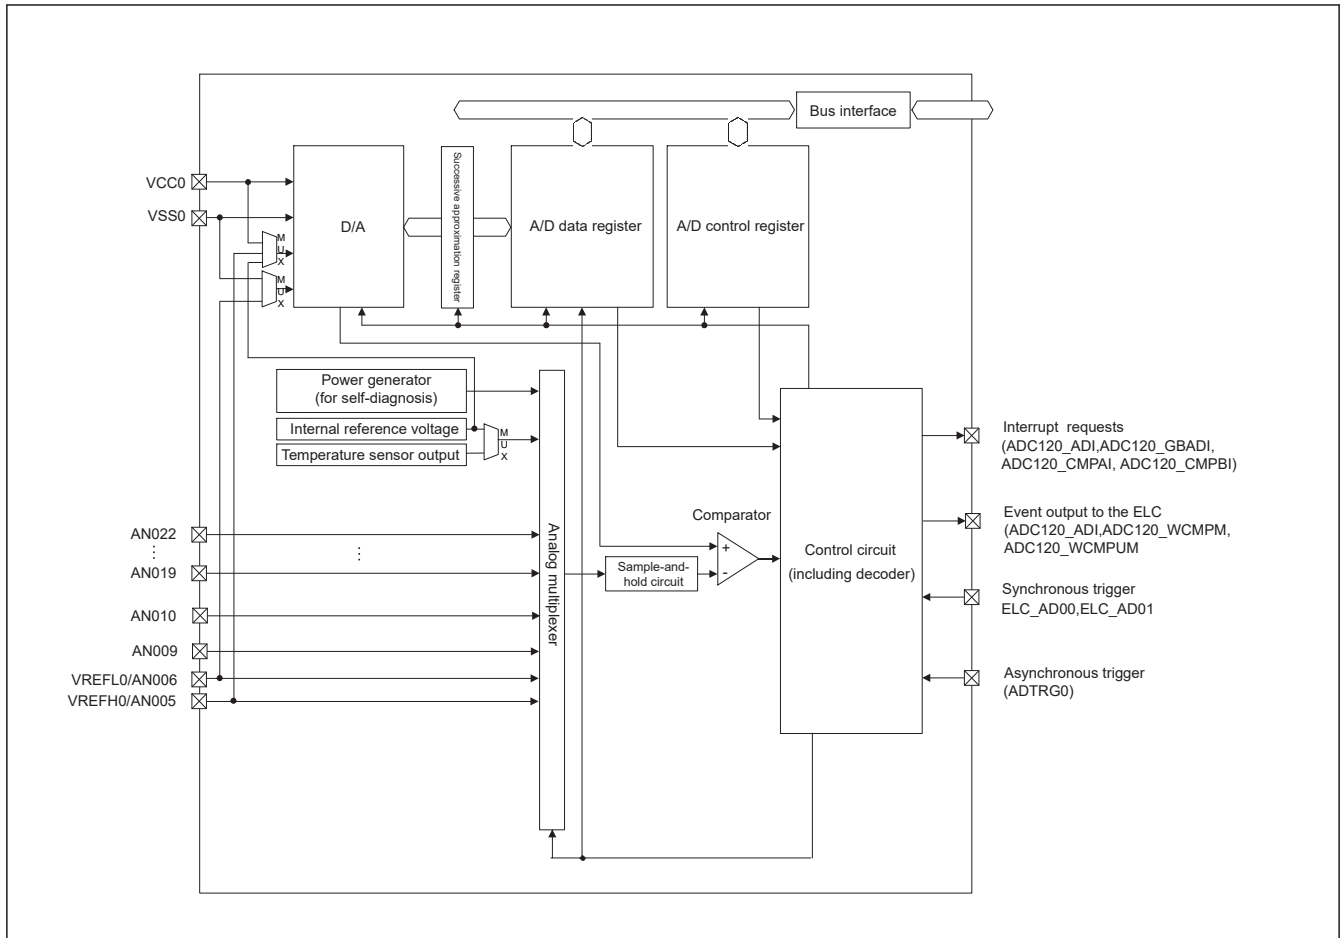 Bus interface
VCC0
VSS0
M
U
X
M
U
X
D/A
Successive approximation register
A/D data register
A/D control register
Power generator
(for self-diagnosis)
Internal reference voltage
Temperature sensor output
M
U
X
AN022
⋮
AN019
⋮
AN010
AN009
VREFL0/AN006
VREFH0/AN005
Analog multiplexer
Sample-and-
hold circuit
Comparator
+
-
Control circuit
(including decoder)
Interrupt requests
(ADC120_ADI,ADC120_GBADI,
ADC120_CMPAI, ADC120_CMPBI)
Event output to the ELC
(ADC120_ADI,ADC120_WCMPM,
ADC120_WCMPUM
Synchronous trigger
ELC_AD00,ELC_AD01
Asynchronous trigger
(ADTRG0)